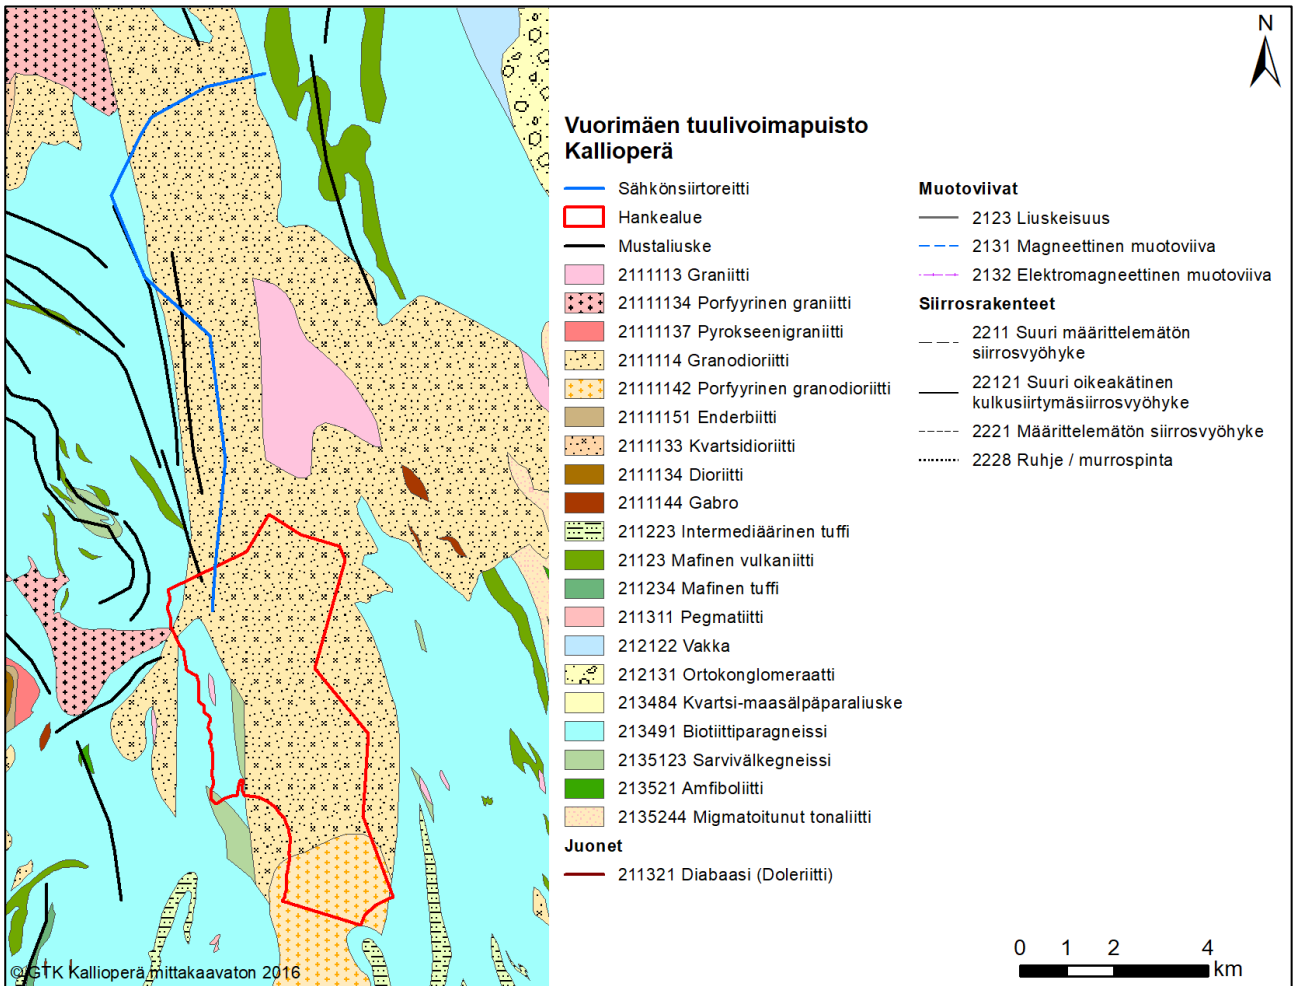 N
Vuorimäen tuulivoimapuisto
Kallioperä
Sähkönsiirtoreitti
Hankealue
Mustaliuske
2111113 Graniitti
21111134 Porfyyrinen graniitti
21111137 Pyrokseenigraniitti
2111114 Granodioriitti
21111142 Porfyyrinen granodioriitti
21111151 Enderbiitti
2111133 Kvartsidioriitti
2111134 Dioriitti
2111144 Gabro
211223 Intermediäärinen tuffi
21123 Mafinen vulkaniitti
211234 Mafinen tuffi
211311 Pegmatiitti
212122 Vakka
212131 Ortokonglomeraatti
213484 Kvartsi-maasälpäparaliuske
213491 Biotiittiparagneissi
2135123 Sarvivälkegneissi
213521 Amfiboliitti
2135244 Migmatoitunut tonaliitti
Juonet
211321 Diabaasi (Doleriitti)
Muotoviivat
2123 Liuskeisuus
2131 Magneettinen muotoviiva
2132 Elektromagneettinen muotoviiva
Siirrosrakenteet
2211 Suuri määrittelemätön
siirrosvyöhyke
22121 Suuri oikeakätinen
kulkusiirtymäsiirrosvyöhyke
2221 Määrittelemätön siirrosvyöhyke
2228 Ruhje / murrospinta
0 1 2 4
km
© GTK Kallioperä mittakaavaton 2016